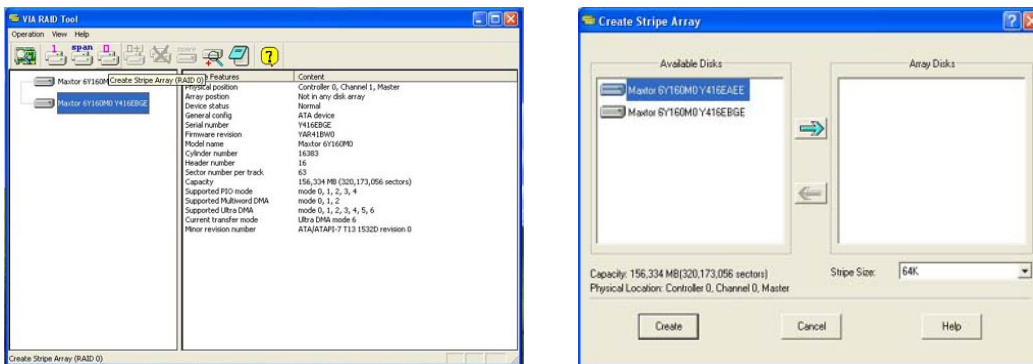 VIA RAID Tool
Operation View Help
1 span 0 0+1 spare
Maxtor 6Y160M
Create Stripe Array (RAID 0)
Maxtor 6Y160M0 Y416EBGE
Features Content
Physical position Controller 0, Channel 1, Master
Array postion Not in any disk array
Device status Normal
General config ATA device
Serial number Y416EBGE
Firmware revision YAR41BW0
Model name Maxtor 6Y160M0
Cylinder number 16383
Header number 16
Sector number per track 63
Capacity 156,334 MB (320,173,056 sectors)
Supported PIO mode mode 0, 1, 2, 3, 4
Supported Multiword DMA mode 0, 1, 2
Supported Ultra DMA mode 0, 1, 2, 3, 4, 5, 6
Current transfer mode Ultra DMA mode 6
Minor revision number ATA/ATAPI-7 T13 1532D revision 0
Create Stripe Array (RAID 0)
Create Stripe Array
Available Disks Array Disks
Maxtor 6Y160M0 Y416EAEE
Maxtor 6Y160M0 Y416EBGE
Capacity: 156,334 MB(320,173,056 sectors) Stripe Size: 64K
Physical Location: Controller 0, Channel 0, Master
Create Cancel Help